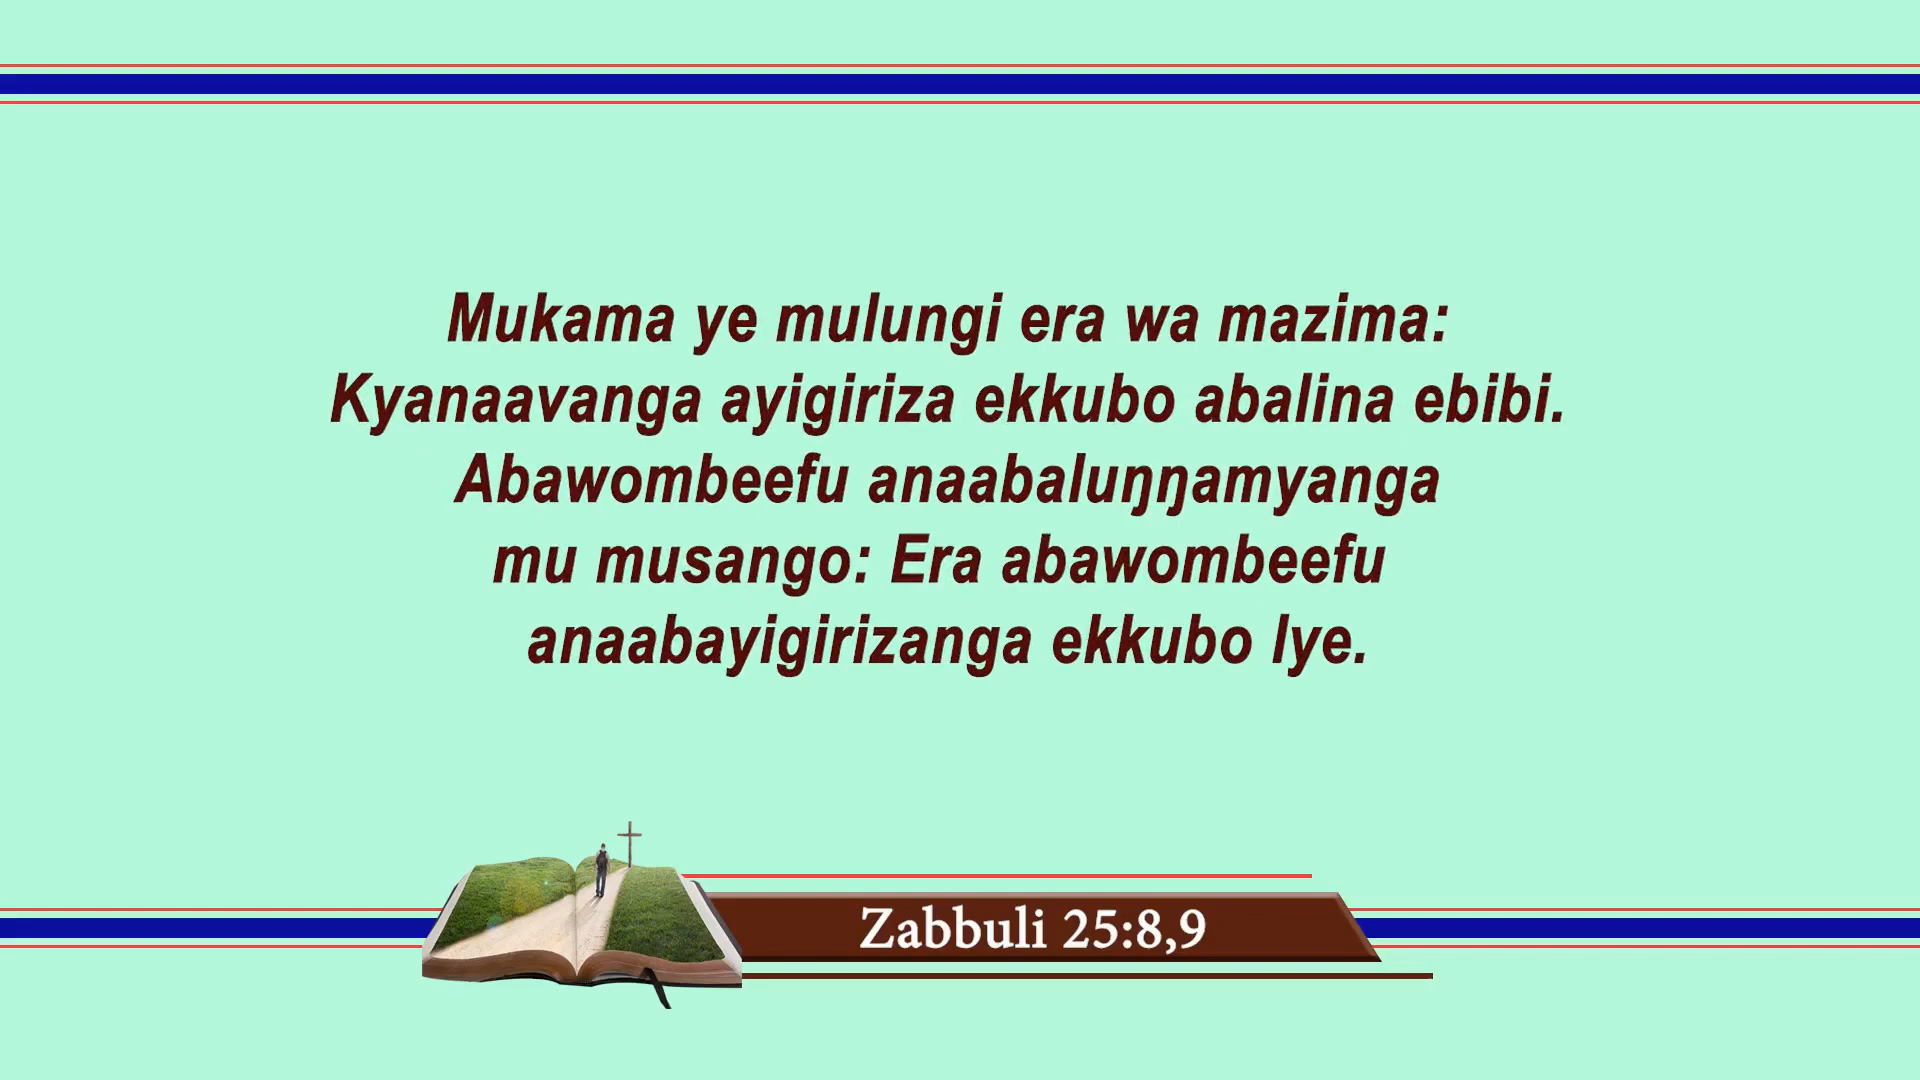 Mukama ye mulungi era wa mazima:
Kyanaavanga ayigiriza ekkubo abalina ebibi.
Abawombeefu anaabaluŋŋamyanga
mu musango: Era abawombeefu
anaabayigirizanga ekkubo lye.
Zabbuli 25:8,9